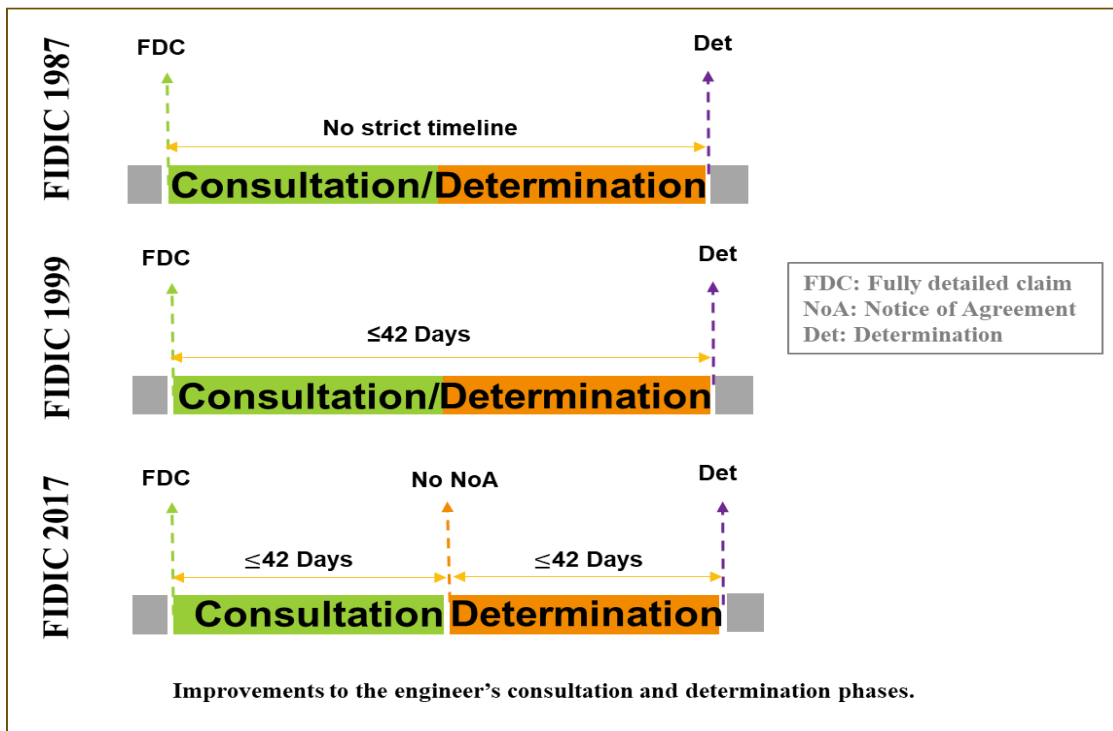 FIDIC 1987
FDC
Det
No strict timeline
Consultation/Determination
FIDIC 1999
FDC
Det
≤42 Days
Consultation/Determination
FDC: Fully detailed claim
NoA: Notice of Agreement
Det: Determination
FIDIC 2017
FDC
No NoA
Det
≤42 Days
≤42 Days
Consultation
Determination
Improvements to the engineer’s consultation and determination phases.